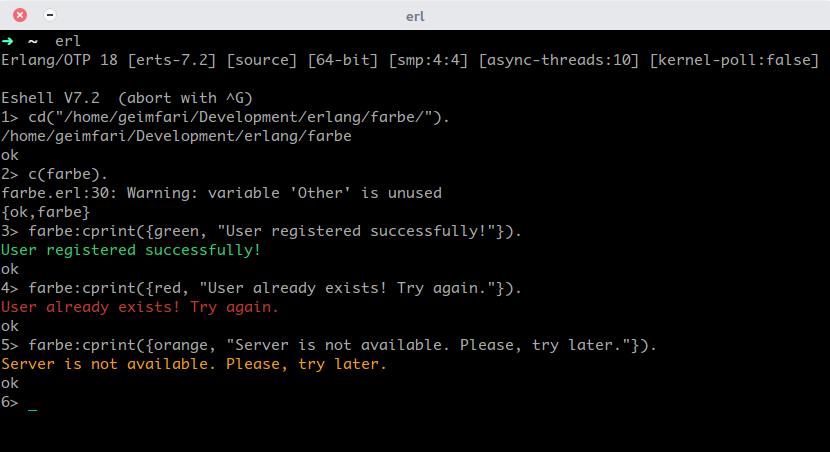 erl
➜  ~  erl
Erlang/OTP 18 [erts-7.2] [source] [64-bit] [smp:4:4] [async-threads:10] [kernel-poll:false]
Eshell V7.2  (abort with ^G)
1> cd("/home/geimfari/Development/erlang/farbe/").
/home/geimfari/Development/erlang/farbe
ok
2> c(farbe).
farbe.erl:30: Warning: variable 'Other' is unused
{ok,farbe}
3> farbe:cprint({green, "User registered successfully!"}).
User registered successfully!
ok
4> farbe:cprint({red, "User already exists! Try again."}).
User already exists! Try again.
ok
5> farbe:cprint({orange, "Server is not available. Please, try later."}).
Server is not available. Please, try later.
ok
6> _